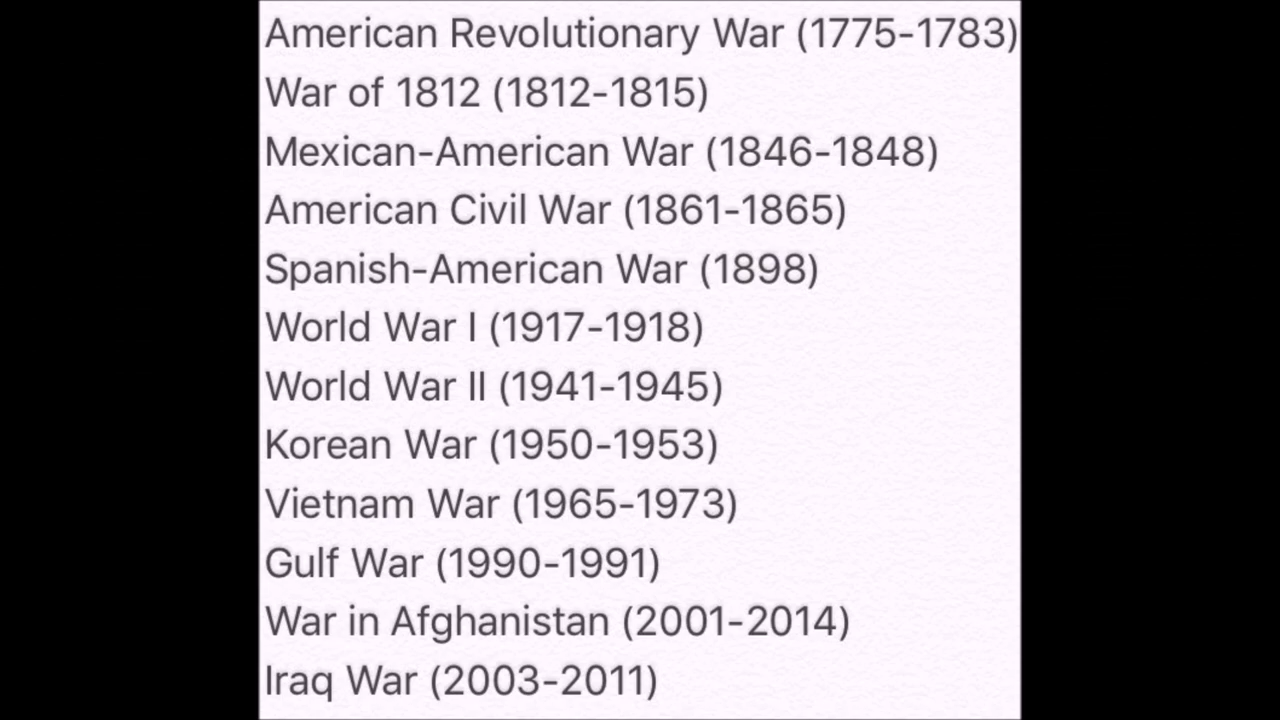 American Revolutionary War (1775-1783)
War of 1812 (1812-1815)
Mexican-American War (1846-1848)
American Civil War (1861-1865)
Spanish-American War (1898)
World War I (1917-1918)
World War II (1941-1945)
Korean War (1950-1953)
Vietnam War (1965-1973)
Gulf War (1990-1991)
War in Afghanistan (2001-2014)
Iraq War (2003-2011)